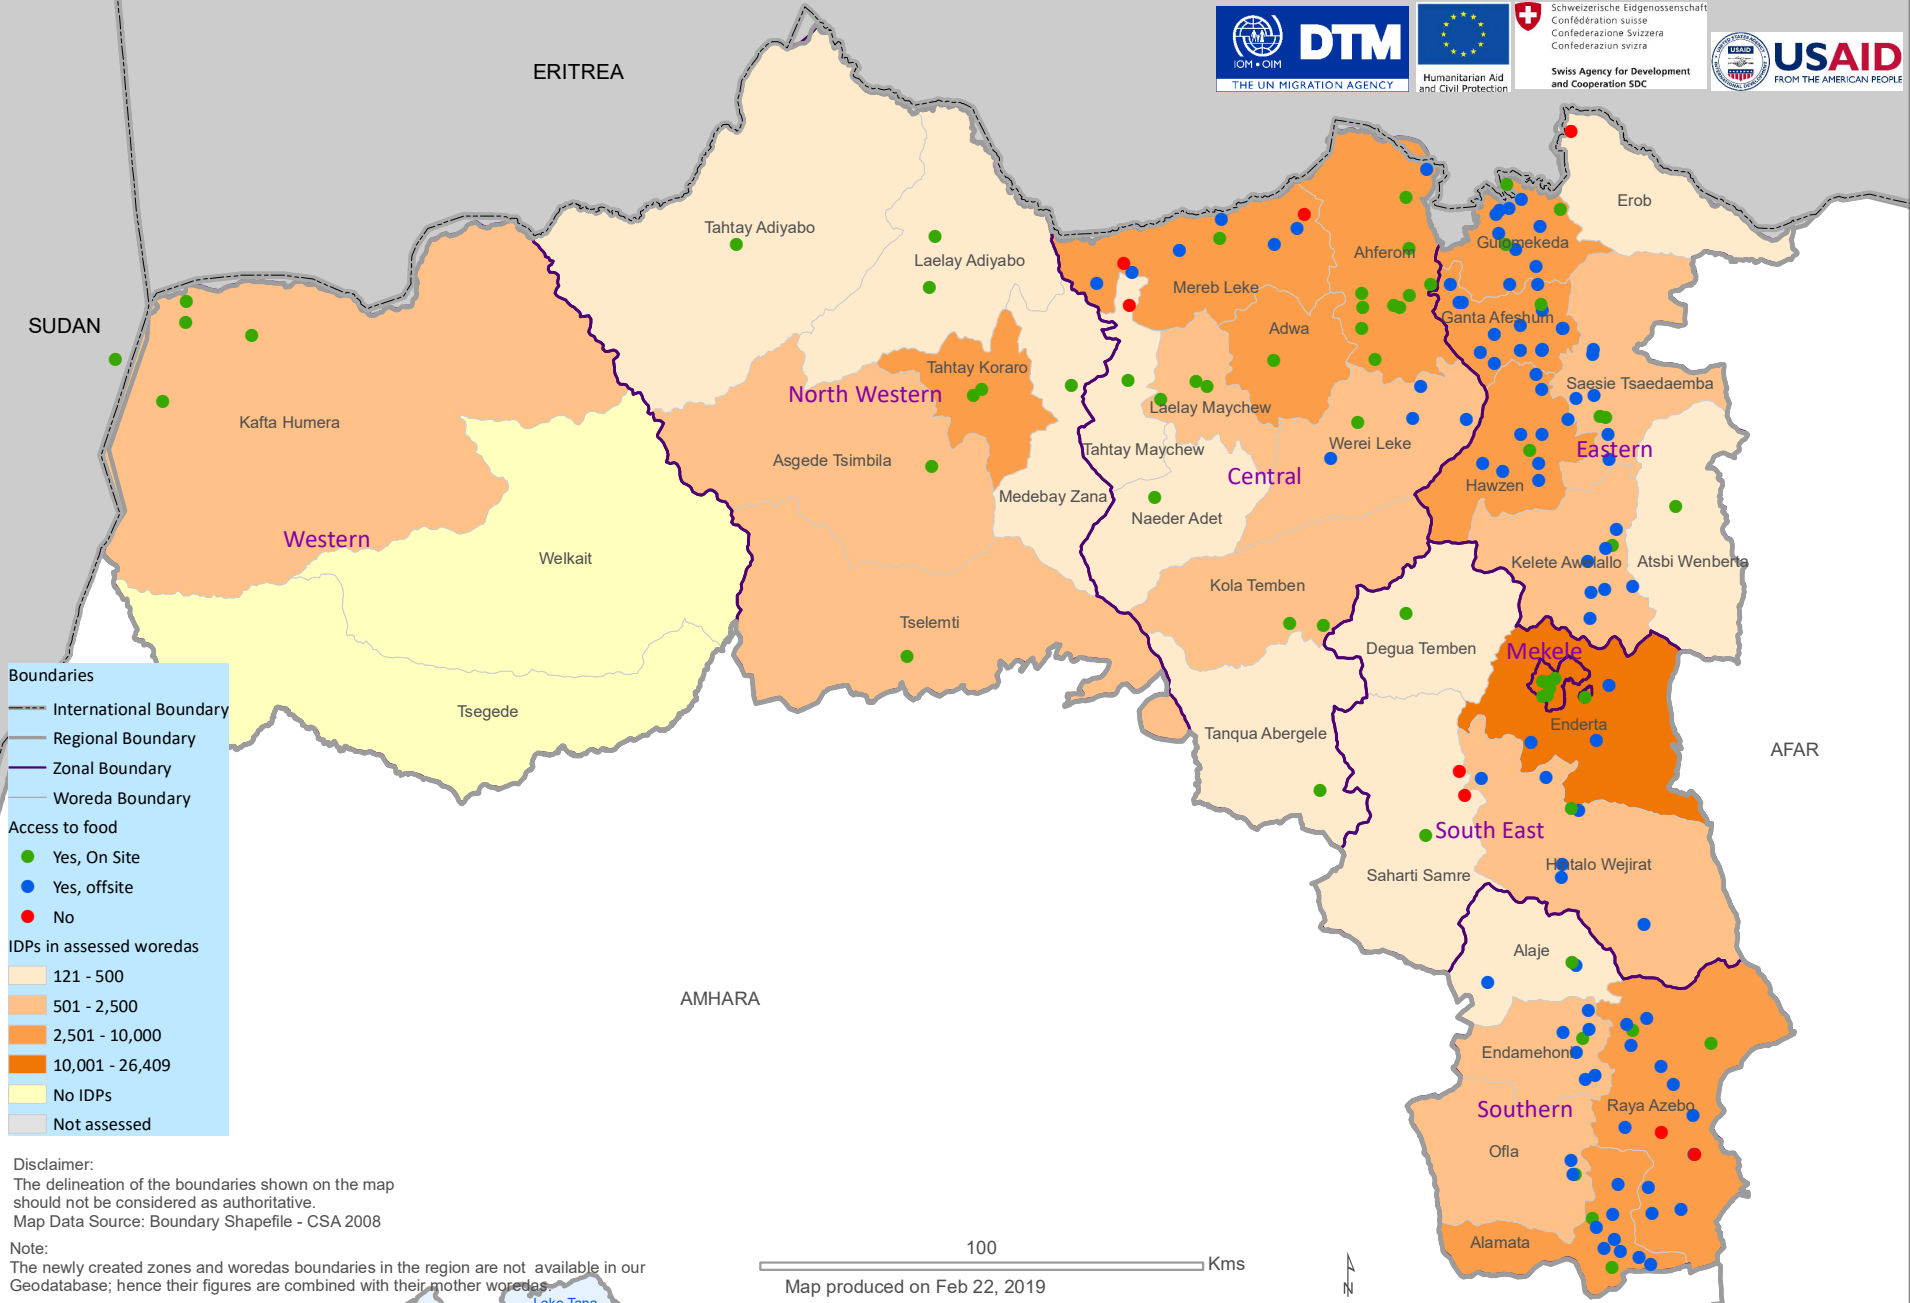 ERITREA
SUDAN
AFAR
AMHARA
IOM • OIM
DTM
THE UN MIGRATION AGENCY
Humanitarian Aid
and Civil Protection
Schweizerische Eidgenossenschaft
Confédération suisse
Confederazione Svizzera
Confederaziun svizra
Swiss Agency for Development
and Cooperation SDC
USAID
USAID
FROM THE AMERICAN PEOPLE
Erob
Tahtay Adiyabo
Laelay Adiyabo
Ahferom
Gulomekeda
Mereb Leke
Ganta Afeshum
Adwa
Tahtay Koraro
North Western
Saesie Tsaedaemba
Laelay Maychew
Kafta Humera
Werei Leke
Tahtay Maychew
Eastern
Asgede Tsimbila
Central
Hawzen
Medebay Zana
Naeder Adet
Western
Welkait
Kelete Awelallo
Atsbi Wenberta
Kola Temben
Tselemti
Degua Temben
Mekele
Tsegede
Enderta
Tanqua Abergele
South East
Hintalo Wejirat
Saharti Samre
Alaje
Endamehoni
Southern
Raya Azebo
Ofla
Alamata
Boundaries
International Boundary
Regional Boundary
Zonal Boundary
Woreda Boundary
Access to food
Yes, On Site
Yes, offsite
No
IDPs in assessed woredas
121 - 500
501 - 2,500
2,501 - 10,000
10,001 - 26,409
No IDPs
Not assessed
Disclaimer:
The delineation of the boundaries shown on the map
should not be considered as authoritative.
Map Data Source: Boundary Shapefile - CSA 2008
Note:
The newly created zones and woredas boundaries in the region are not available in our
Geodatabase; hence their figures are combined with their mother woredas.
Lake Tana
100
Kms
Map produced on Feb 22, 2019
N